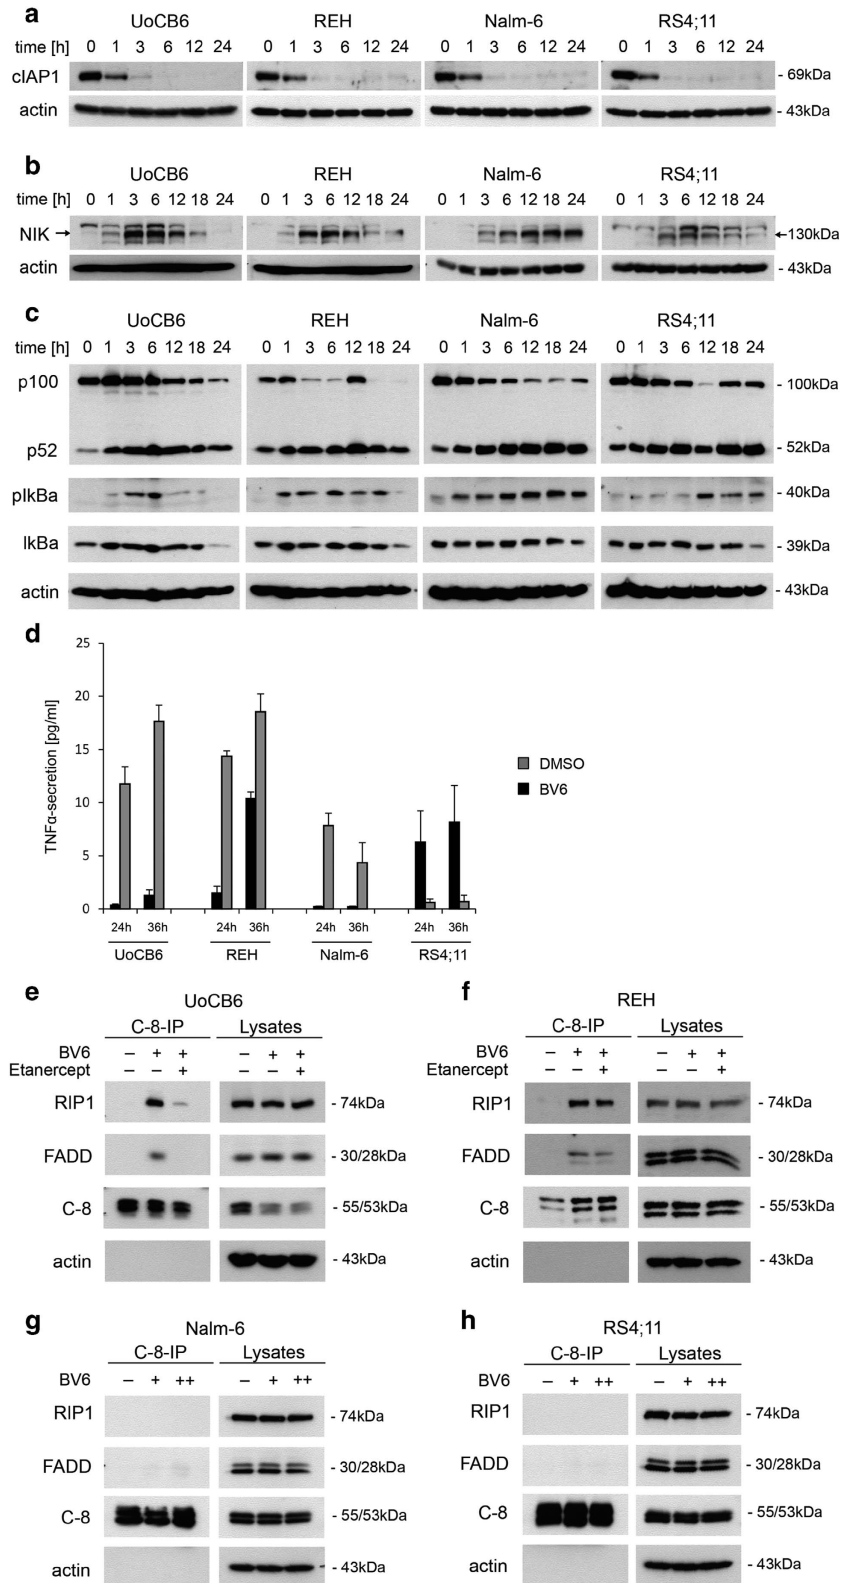 a
UoCB6 REH Nalm-6 RS4;11
time [h] 0 1 3 6 12 24 0 1 3 6 12 24 0 1 3 6 12 24 0 1 3 6 12 24
cIAP1 - 69kDa
actin - 43kDa
b
UoCB6 REH Nalm-6 RS4;11
time [h] 0 1 3 6 12 18 24 0 1 3 6 12 18 24 0 1 3 6 12 18 24 0 1 3 6 12 18 24
NIK → ←130kDa
actin - 43kDa
c
UoCB6 REH Nalm-6 RS4;11
time [h] 0 1 3 6 12 18 24 0 1 3 6 12 18 24 0 1 3 6 12 18 24 0 1 3 6 12 18 24
p100 - 100kDa
p52 - 52kDa
pIkBa - 40kDa
IkBa - 39kDa
actin - 43kDa
d
TNFα-secretion [pg/ml]
25
20
15
10
5
0
DMSO
BV6
24h 36h 24h 36h 24h 36h 24h 36h
UoCB6 REH Nalm-6 RS4;11
e
UoCB6
C-8-IP Lysates
BV6 – + + – + +
Etanercept – – + – – +
RIP1 - 74kDa
FADD - 30/28kDa
C-8 - 55/53kDa
actin - 43kDa
f
REH
C-8-IP Lysates
BV6 – + + – + +
Etanercept – – + – – +
RIP1 - 74kDa
FADD - 30/28kDa
C-8 - 55/53kDa
actin - 43kDa
g
Nalm-6
C-8-IP Lysates
BV6 – + ++ – + ++
RIP1 - 74kDa
FADD - 30/28kDa
C-8 - 55/53kDa
actin - 43kDa
h
RS4;11
C-8-IP Lysates
BV6 – + ++ – + ++
RIP1 - 74kDa
FADD - 30/28kDa
C-8 - 55/53kDa
actin - 43kDa